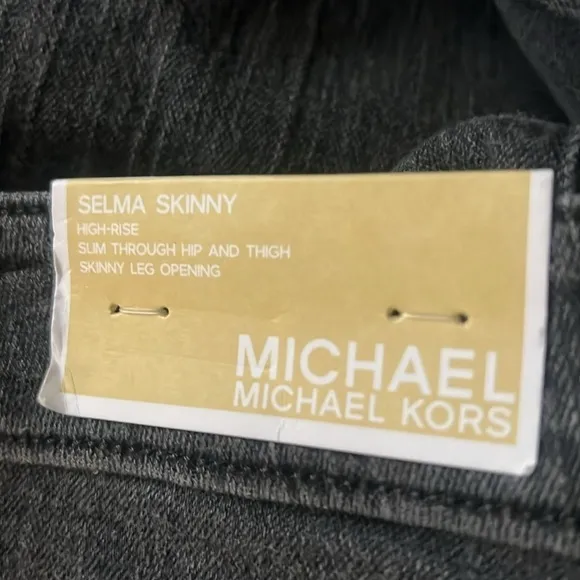 SELMA SKINNY
HIGH-RISE
SLIM THROUGH HIP AND THIGH
SKINNY LEG OPENING
MICHAEL
MICHAEL KORS